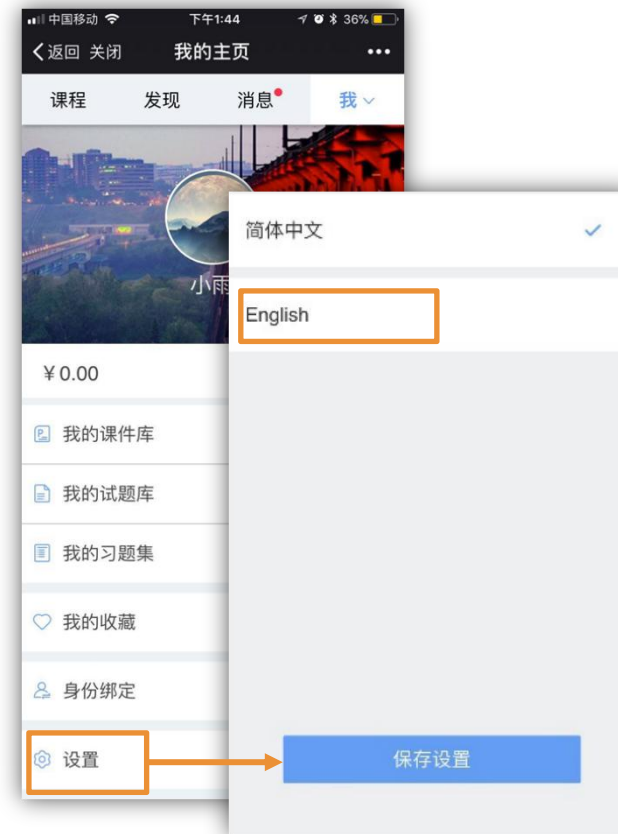 中国移动 下午1:44 36%
返回 关闭 我的主页
课程 发现 消息 我
小雨
¥0.00
我的课件库
我的试题库
我的习题集
我的收藏
身份绑定
设置
简体中文
English
保存设置